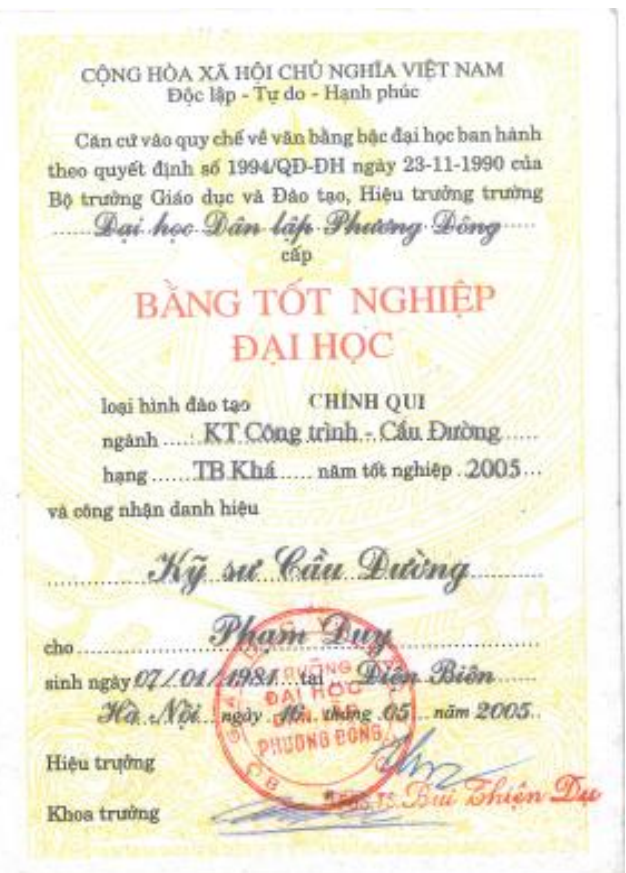 CỘNG HÒA XÃ HỘI CHỦ NGHĨA VIỆT NAM
Độc lập - Tự do - Hạnh phúc
Căn cứ vào quy chế về văn bằng bậc đại học ban hành
theo quyết định số 1994/QD-ĐH ngày 23-11-1990 của
Bộ trưởng Giáo dục và Đào tạo, Hiệu trưởng trường
Đại học Dân lập Phương Đông
cấp
BẰNG TỐT NGHIỆP
ĐẠI HỌC
loại hình đào tạo CHÍNH QUI
ngành KT Công trình - Cầu Đường
hạng TB Khá năm tốt nghiệp 2005
và công nhận danh hiệu
Kỹ sư Cầu Đường
cho Phạm Duy
sinh ngày 07/01/1981 tại Điện Biên
Hà Nội ngày tháng 05 năm 2005
TRƯỜNG
ĐẠI HỌC
DÂN LẬP
PHƯƠNG ĐÔNG
Hiệu trưởng
TS. Bùi Thiện Dụ
Khoa trưởng